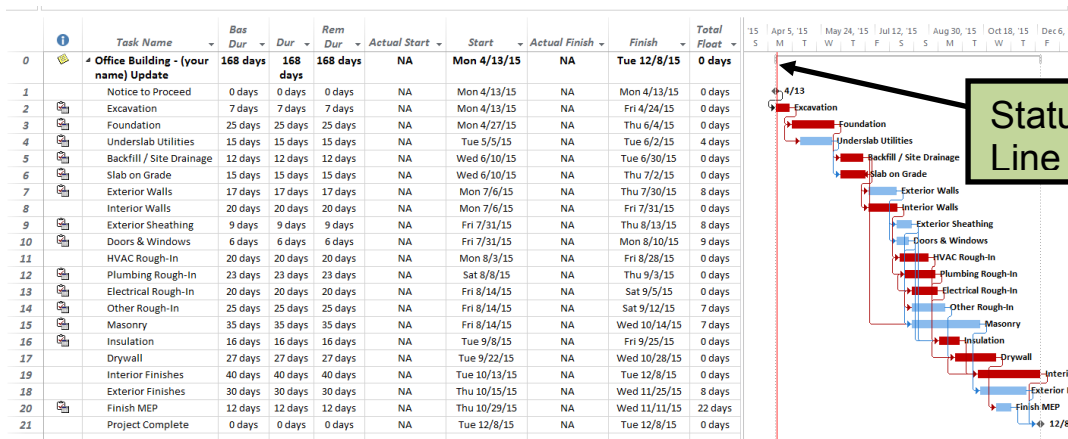 Bas Rem Total '15 Apr 5, '15 May 24, '15 Jul 12, '15 Aug 30, '15 Oct 18, '15 Dec 6,
Task Name Dur Dur Dur Actual Start Start Actual Finish Finish Float S M T W T F S S M T W T F
0 Office Building - (your 168 days 168 168 days NA Mon 4/13/15 NA Tue 12/8/15 0 days
name) Update days
1 Notice to Proceed 0 days 0 days 0 days NA Mon 4/13/15 NA Mon 4/13/15 0 days 4/13
2 Excavation 7 days 7 days 7 days NA Mon 4/13/15 NA Fri 4/24/15 0 days Excavation
3 Foundation 25 days 25 days 25 days NA Mon 4/27/15 NA Thu 6/4/15 0 days Foundation
4 Underslab Utilities 15 days 15 days 15 days NA Tue 5/5/15 NA Tue 6/2/15 4 days Underslab Utilities
5 Backfill / Site Drainage 12 days 12 days 12 days NA Wed 6/10/15 NA Tue 6/30/15 0 days Backfill / Site Drainage
6 Slab on Grade 15 days 15 days 15 days NA Wed 6/10/15 NA Thu 7/2/15 0 days Slab on Grade
7 Exterior Walls 17 days 17 days 17 days NA Mon 7/6/15 NA Thu 7/30/15 8 days Exterior Walls
8 Interior Walls 20 days 20 days 20 days NA Mon 7/6/15 NA Fri 7/31/15 0 days Interior Walls
9 Exterior Sheathing 9 days 9 days 9 days NA Fri 7/31/15 NA Thu 8/13/15 8 days Exterior Sheathing
10 Doors & Windows 6 days 6 days 6 days NA Fri 7/31/15 NA Mon 8/10/15 9 days Doors & Windows
11 HVAC Rough-In 20 days 20 days 20 days NA Mon 8/3/15 NA Fri 8/28/15 0 days HVAC Rough-In
12 Plumbing Rough-In 23 days 23 days 23 days NA Sat 8/8/15 NA Thu 9/3/15 0 days Plumbing Rough-In
13 Electrical Rough-In 18 days 18 days 18 days NA Fri 8/14/15 NA Sat 9/5/15 0 days Electrical Rough-In
14 Other Rough-In 25 days 25 days 25 days NA Fri 8/14/15 NA Sat 9/12/15 7 days Other Rough-In
15 Masonry 35 days 35 days 35 days NA Fri 8/14/15 NA Wed 10/14/15 7 days Masonry
16 Insulation 16 days 16 days 16 days NA Tue 9/8/15 NA Fri 9/25/15 0 days Insulation
17 Drywall 27 days 27 days 27 days NA Tue 9/22/15 NA Wed 10/28/15 0 days Drywall
19 Interior Finishes 40 days 40 days 40 days NA Tue 10/13/15 NA Tue 12/8/15 0 days Interi
18 Exterior Finishes 30 days 30 days 30 days NA Thu 10/15/15 NA Wed 11/25/15 8 days Exterior
20 Finish MEP 12 days 12 days 12 days NA Thu 10/29/15 NA Wed 11/11/15 22 days Finish MEP
21 Project Complete 0 days 0 days 0 days NA Tue 12/8/15 NA Tue 12/8/15 0 days 12/8
Statu
Line